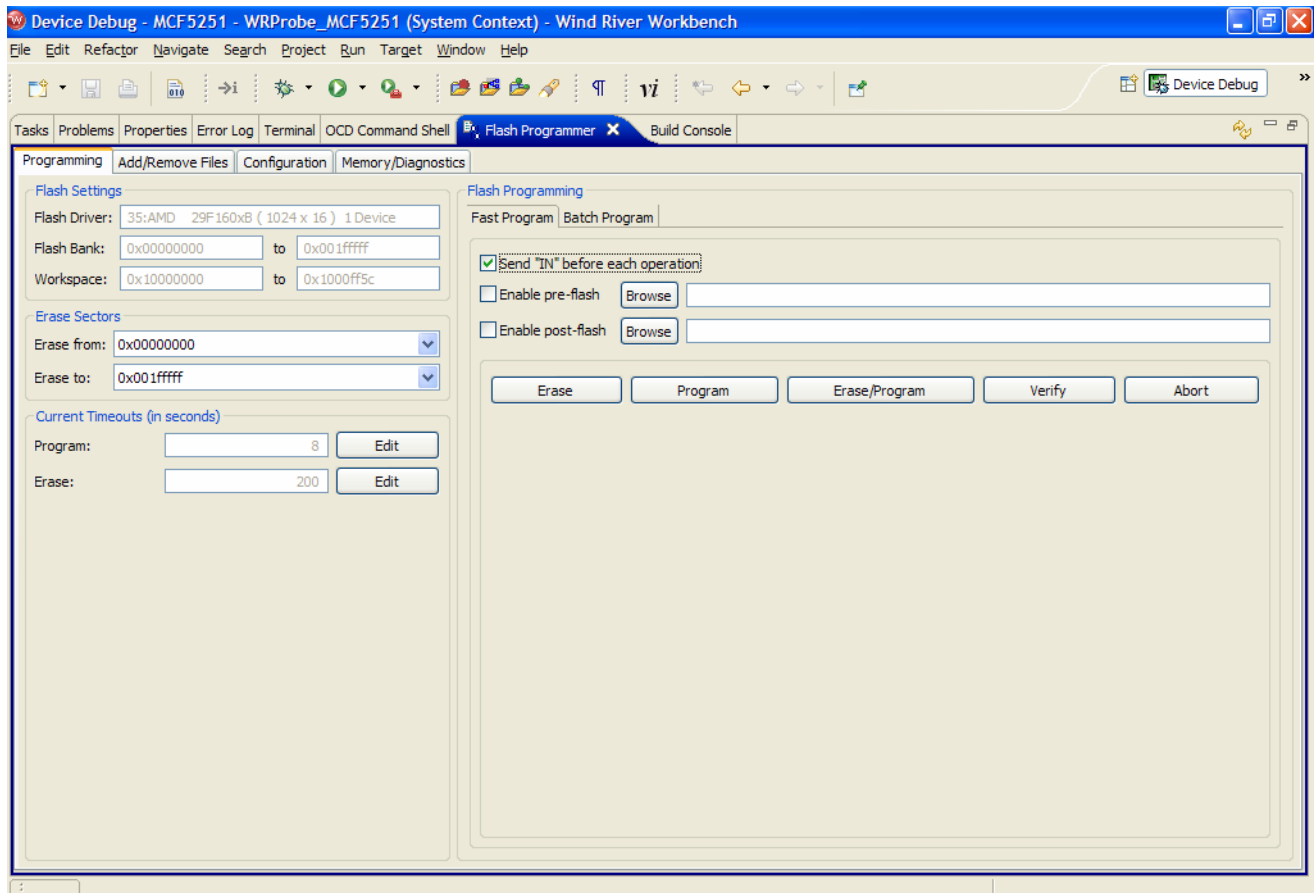 Device Debug - MCF5251 - WRProbe_MCF5251 (System Context) - Wind River Workbench
File Edit Refactor Navigate Search Project Run Target Window Help
010 i vi Device Debug »
Tasks Problems Properties Error Log Terminal OCD Command Shell Flash Programmer X Build Console
Programming Add/Remove Files Configuration Memory/Diagnostics
Flash Settings
Flash Driver: 35:AMD 29F160xB ( 1024 x 16 ) 1 Device
Flash Bank: 0x00000000 to 0x001fffff
Workspace: 0x10000000 to 0x1000ff5c
Erase Sectors
Erase from: 0x00000000
Erase to: 0x001fffff
Current Timeouts (in seconds)
Program: 8 Edit
Erase: 200 Edit
Flash Programming
Fast Program Batch Program
Send "IN" before each operation
Enable pre-flash Browse
Enable post-flash Browse
Erase Program Erase/Program Verify Abort